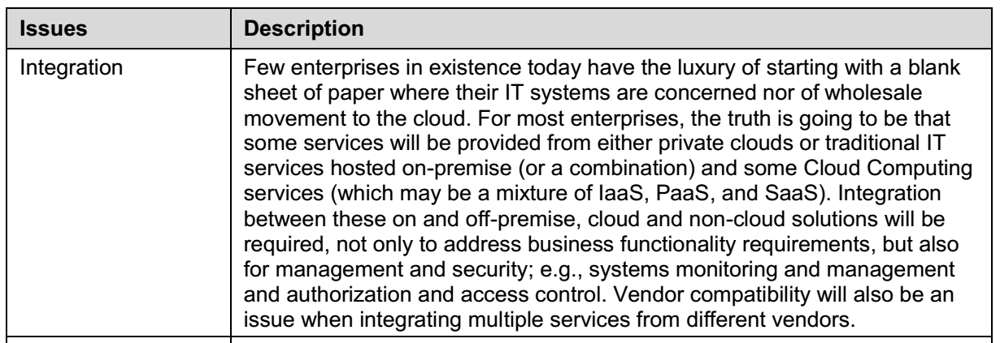 Issues Description
Integration Few enterprises in existence today have the luxury of starting with a blank
sheet of paper where their IT systems are concerned nor of wholesale
movement to the cloud. For most enterprises, the truth is going to be that
some services will be provided from either private clouds or traditional IT
services hosted on-premise (or a combination) and some Cloud Computing
services (which may be a mixture of IaaS, PaaS, and SaaS). Integration
between these on and off-premise, cloud and non-cloud solutions will be
required, not only to address business functionality requirements, but also
for management and security; e.g., systems monitoring and management
and authorization and access control. Vendor compatibility will also be an
issue when integrating multiple services from different vendors.